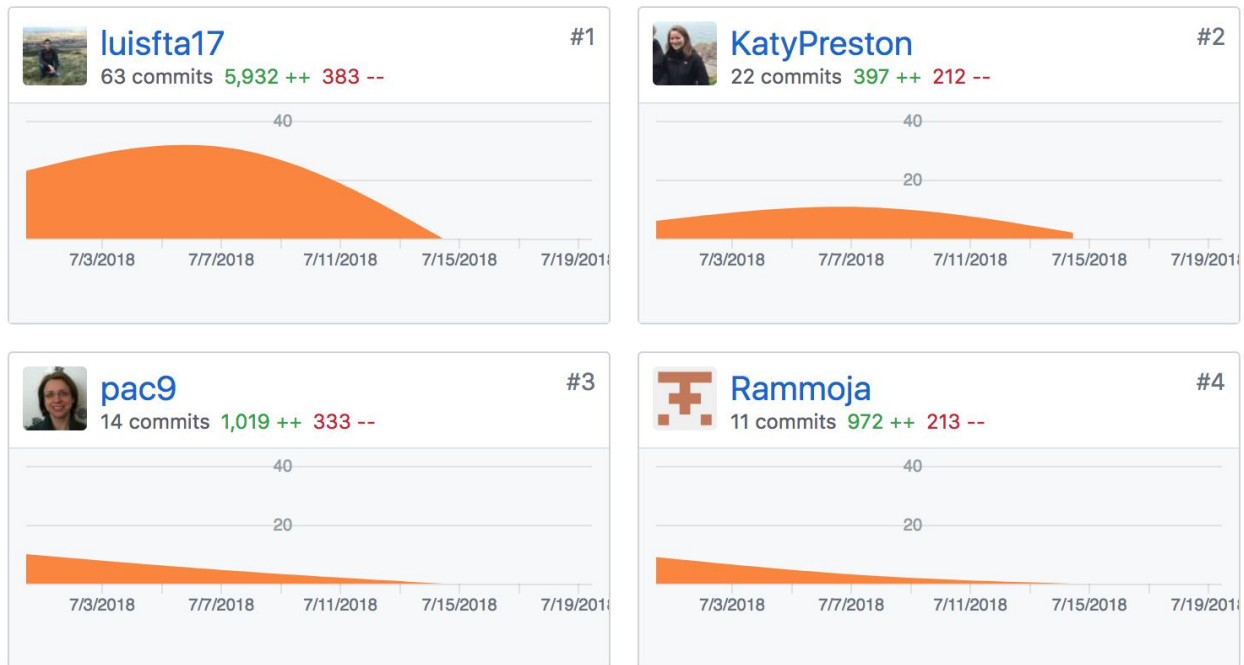 luisfta17 #1
63 commits 5,932 ++ 383 --
40
7/3/2018 7/7/2018 7/11/2018 7/15/2018 7/19/2018
KatyPreston #2
22 commits 397 ++ 212 --
40
20
7/3/2018 7/7/2018 7/11/2018 7/15/2018 7/19/201
pac9 #3
14 commits 1,019 ++ 333 --
40
20
7/3/2018 7/7/2018 7/11/2018 7/15/2018 7/19/2018
Rammoja #4
11 commits 972 ++ 213 --
40
20
7/3/2018 7/7/2018 7/11/2018 7/15/2018 7/19/201